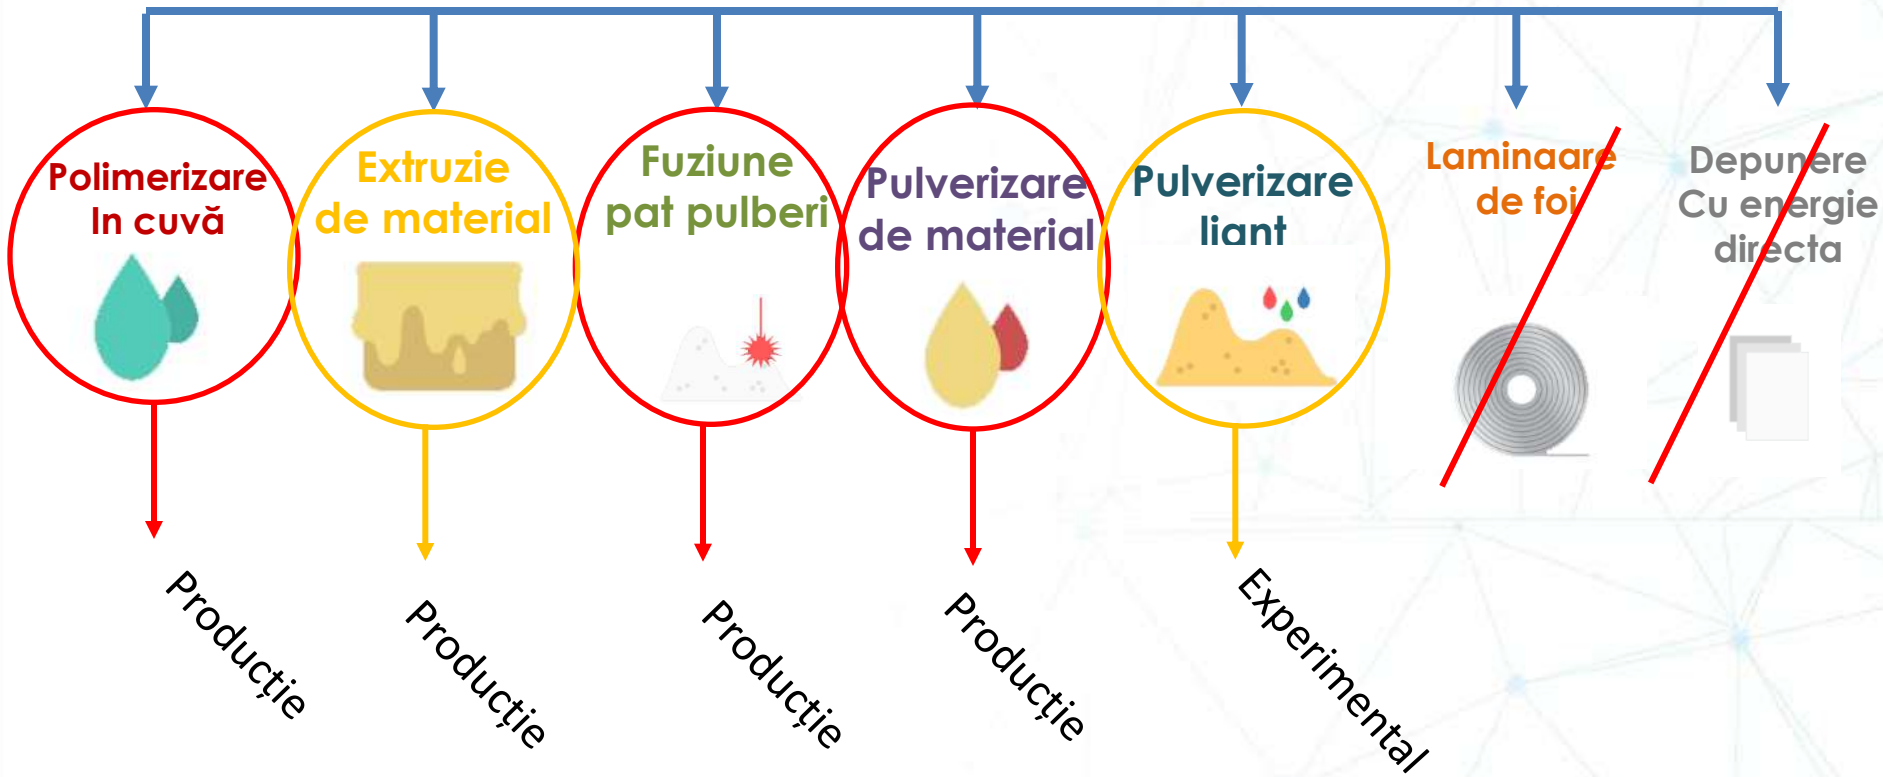 Polimerizare
In cuvă
Extruzie
de material
Fuziune
pat pulberi
Pulverizare
de material
Pulverizare
liant
Laminaare
de foi
Depunere
Cu energie
directa
Producție
Producție
Producție
Producție
Experimental